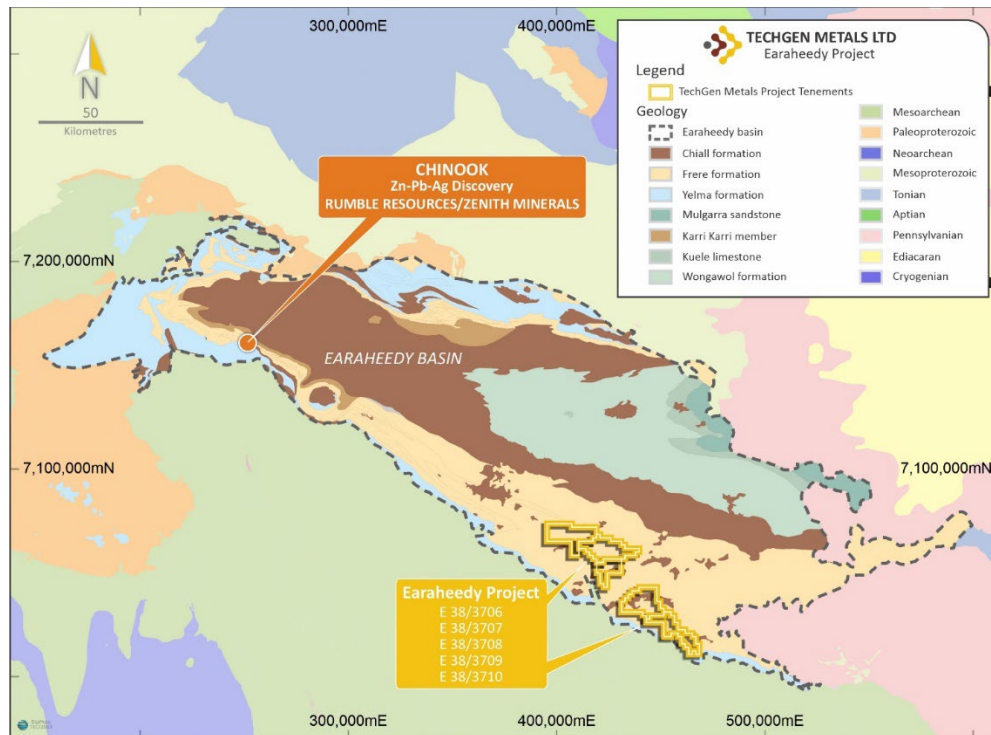 300,000mE
400,000mE
N
50
Kilometres
TECHGEN METALS LTD
Earaheedy Project
Legend
TechGen Metals Project Tenements
Geology
Earaheedy basin
Chiall formation
Frere formation
Yelma formation
Mulgarra sandstone
Karri Karri member
Kuele limestone
Wongawol formation
Mesoarchean
Paleoproterozoic
Neoarchean
Mesoproterozoic
Tonian
Aptian
Pennsylvanian
Ediacaran
Cryogenian
CHINOOK
Zn-Pb-Ag Discovery
RUMBLE RESOURCES/ZENITH MINERALS
7,200,000mN
EARAHEEDY BASIN
7,100,000mN
7,100,000mN
Earaheedy Project
E 38/3706
E 38/3707
E 38/3708
E 38/3709
E 38/3710
300,000mE
400,000mE
500,000mE